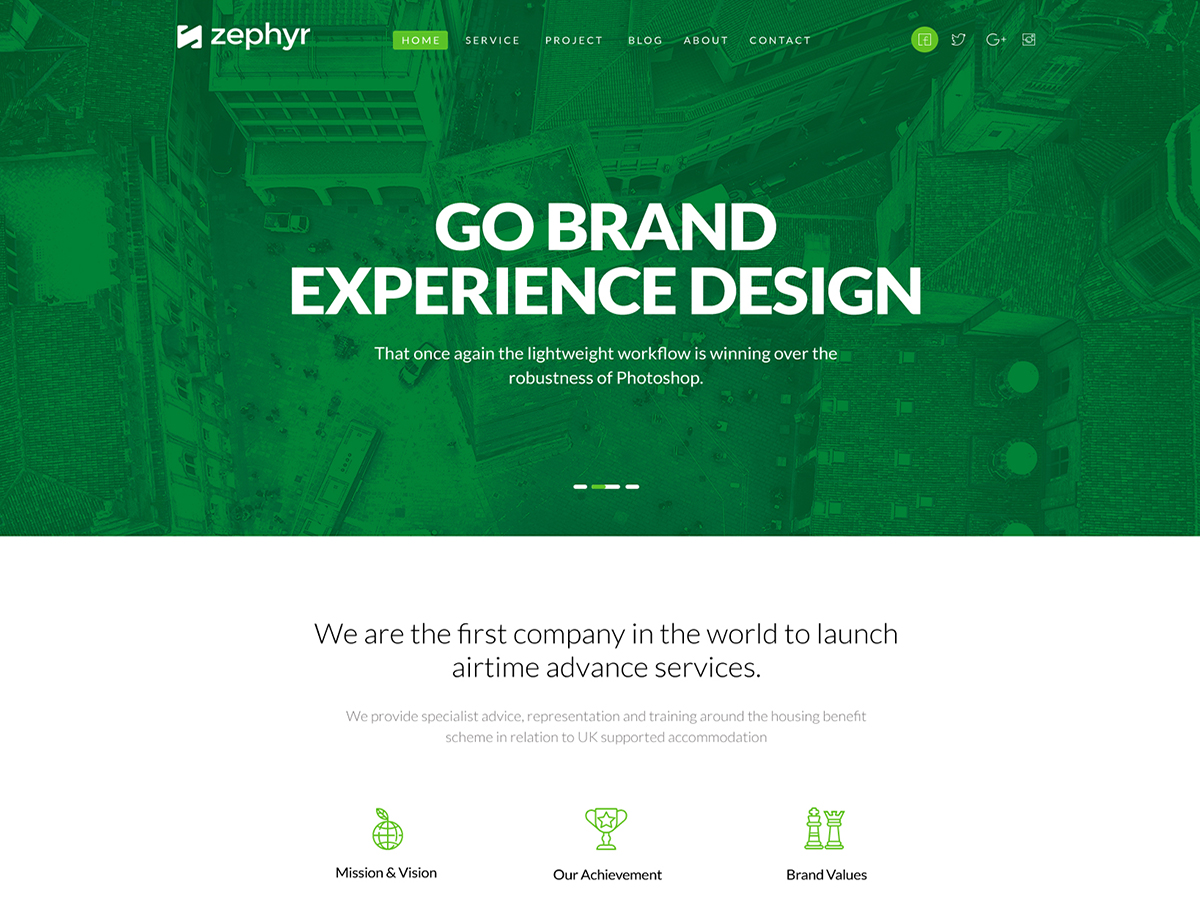 zephyr
HOME SERVICE PROJECT BLOG ABOUT CONTACT
GO BRAND
EXPERIENCE DESIGN
That once again the lightweight workflow is winning over the
robustness of Photoshop.
We are the first company in the world to launch
airtime advance services.
We provide specialist advice, representation and training around the housing benefit
scheme in relation to UK supported accommodation
Mission & Vision
Our Achievement
Brand Values